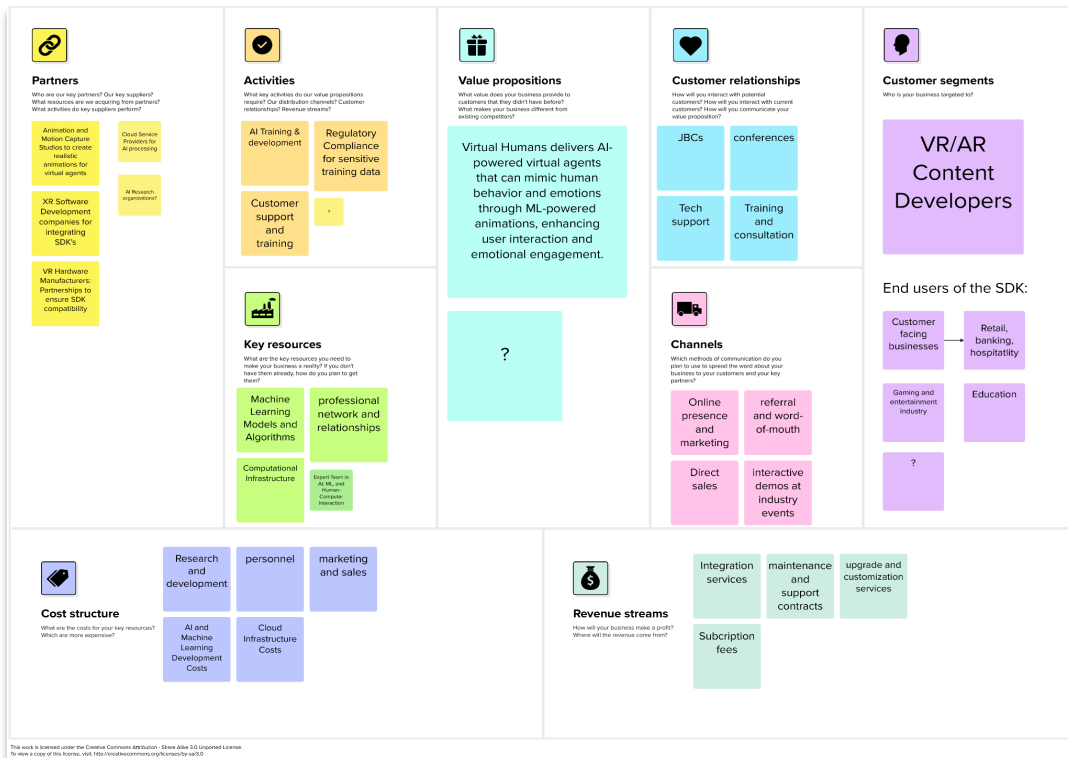 Partners
Who are our key partners? Our key suppliers?
What resources are we acquiring from partners?
What activities do key suppliers perform?
Animation and
Motion Capture
Studios to create
realistic
animations for
virtual agents
Cloud Service
Providers for
AI processing
XR Software
Development
companies for
integrating
SDK's
AI Research
organizations?
VR Hardware
Manufacturers:
Partnerships to
ensure SDK
compatibility
Activities
What key activities do our value propositions
require? Our distribution channels? Customer
relationships? Revenue streams?
AI Training &
development
Regulatory
Compliance
for sensitive
training data
Customer
support
and
training
?
Key resources
What are the key resources you need to
make your business a reality? If you don't
have them already, how do you plan to get
them?
Machine
Learning
Models and
Algorithms
professional
network and
relationships
Computational
Infrastructure
Expert Team in
AI, ML, and
Human-
Computer
Interaction
Value propositions
What value does your business provide to
customers that they didn't have before?
What makes your business different from
existing competitors?
Virtual Humans delivers AI-
powered virtual agents
that can mimic human
behavior and emotions
through ML-powered
animations, enhancing
user interaction and
emotional engagement.
?
Customer relationships
How will you interact with potential
customers? How will you interact with current
customers? How will you communicate your
value proposition?
JBCs
conferences
Tech
support
Training
and
consultation
Channels
Which methods of communication do you
plan to use to spread the word about your
business to your customers and your key
partners?
Online
presence
and
marketing
referral
and word-
of-mouth
Direct
sales
interactive
demos at
industry
events
Customer segments
Who is your business targeted to?
VR/AR
Content
Developers
End users of the SDK:
Customer
facing
businesses
Retail,
banking,
hospitatlity
Gaming and
entertainment
industry
Education
?
Cost structure
What are the costs for your key resources?
Which are more expensive?
Research
and
development
personnel
marketing
and sales
AI and
Machine
Learning
Development
Costs
Cloud
Infrastructure
Costs
Revenue streams
How will your business make a profit?
Where will the revenue come from?
Integration
services
maintenance
and
support
contracts
upgrade and
customization
services
Subcription
fees
This work is licensed under the Creative Commons Attribution - Share Alike 3.0 Unported License.
To view a copy of this license, visit: http://creativecommons.org/licenses/by-sa/3.0